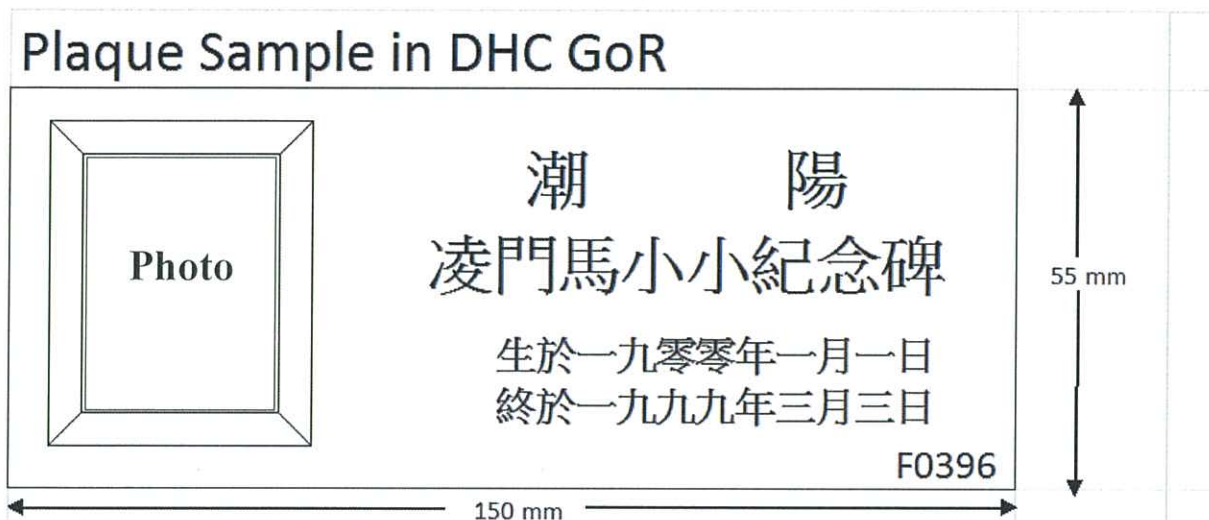 Plaque Sample in DHC GoR
Photo
潮 陽
凌門馬小小紀念碑
生於一九零零年一月一日
終於一九九九年三月三日
F0396
55 mm
150 mm